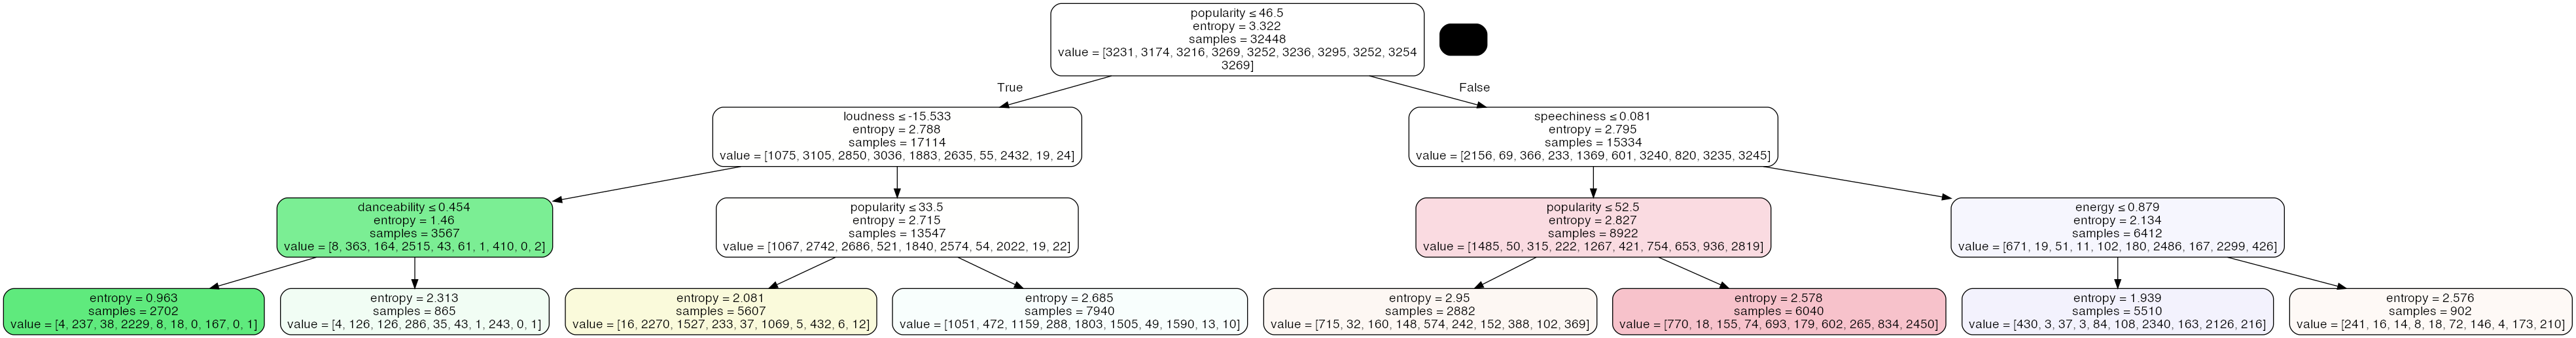 popularity ≤ 46.5
entropy = 3.322
samples = 32448
value = [3231, 3174, 3216, 3269, 3252, 3236, 3295, 3252, 3254
3269]
True
False
loudness ≤ -15.533
entropy = 2.788
samples = 17114
value = [1075, 3105, 2850, 3036, 1883, 2635, 55, 2432, 19, 24]
speechiness ≤ 0.081
entropy = 2.795
samples = 15334
value = [2156, 69, 366, 233, 1369, 601, 3240, 820, 3235, 3245]
danceability ≤ 0.454
entropy = 1.46
samples = 3567
value = [8, 363, 164, 2515, 43, 61, 1, 410, 0, 2]
popularity ≤ 33.5
entropy = 2.715
samples = 13547
value = [1067, 2742, 2686, 521, 1840, 2574, 54, 2022, 19, 22]
popularity ≤ 52.5
entropy = 2.827
samples = 8922
value = [1485, 50, 315, 222, 1267, 421, 754, 653, 936, 2819]
energy ≤ 0.879
entropy = 2.134
samples = 6412
value = [671, 19, 51, 11, 102, 180, 2486, 167, 2299, 426]
entropy = 0.963
samples = 2702
value = [4, 237, 38, 2229, 8, 18, 0, 167, 0, 1]
entropy = 2.313
samples = 865
value = [4, 126, 126, 286, 35, 43, 1, 243, 0, 1]
entropy = 2.081
samples = 5607
value = [16, 2270, 1527, 233, 37, 1069, 5, 432, 6, 12]
entropy = 2.685
samples = 7940
value = [1051, 472, 1159, 288, 1803, 1505, 49, 1590, 13, 10]
entropy = 2.95
samples = 2882
value = [715, 32, 160, 148, 574, 242, 152, 388, 102, 369]
entropy = 2.578
samples = 6040
value = [770, 18, 155, 74, 693, 179, 602, 265, 834, 2450]
entropy = 1.939
samples = 5510
value = [430, 3, 37, 3, 84, 108, 2340, 163, 2126, 216]
entropy = 2.576
samples = 902
value = [241, 16, 14, 8, 18, 72, 146, 4, 173, 210]